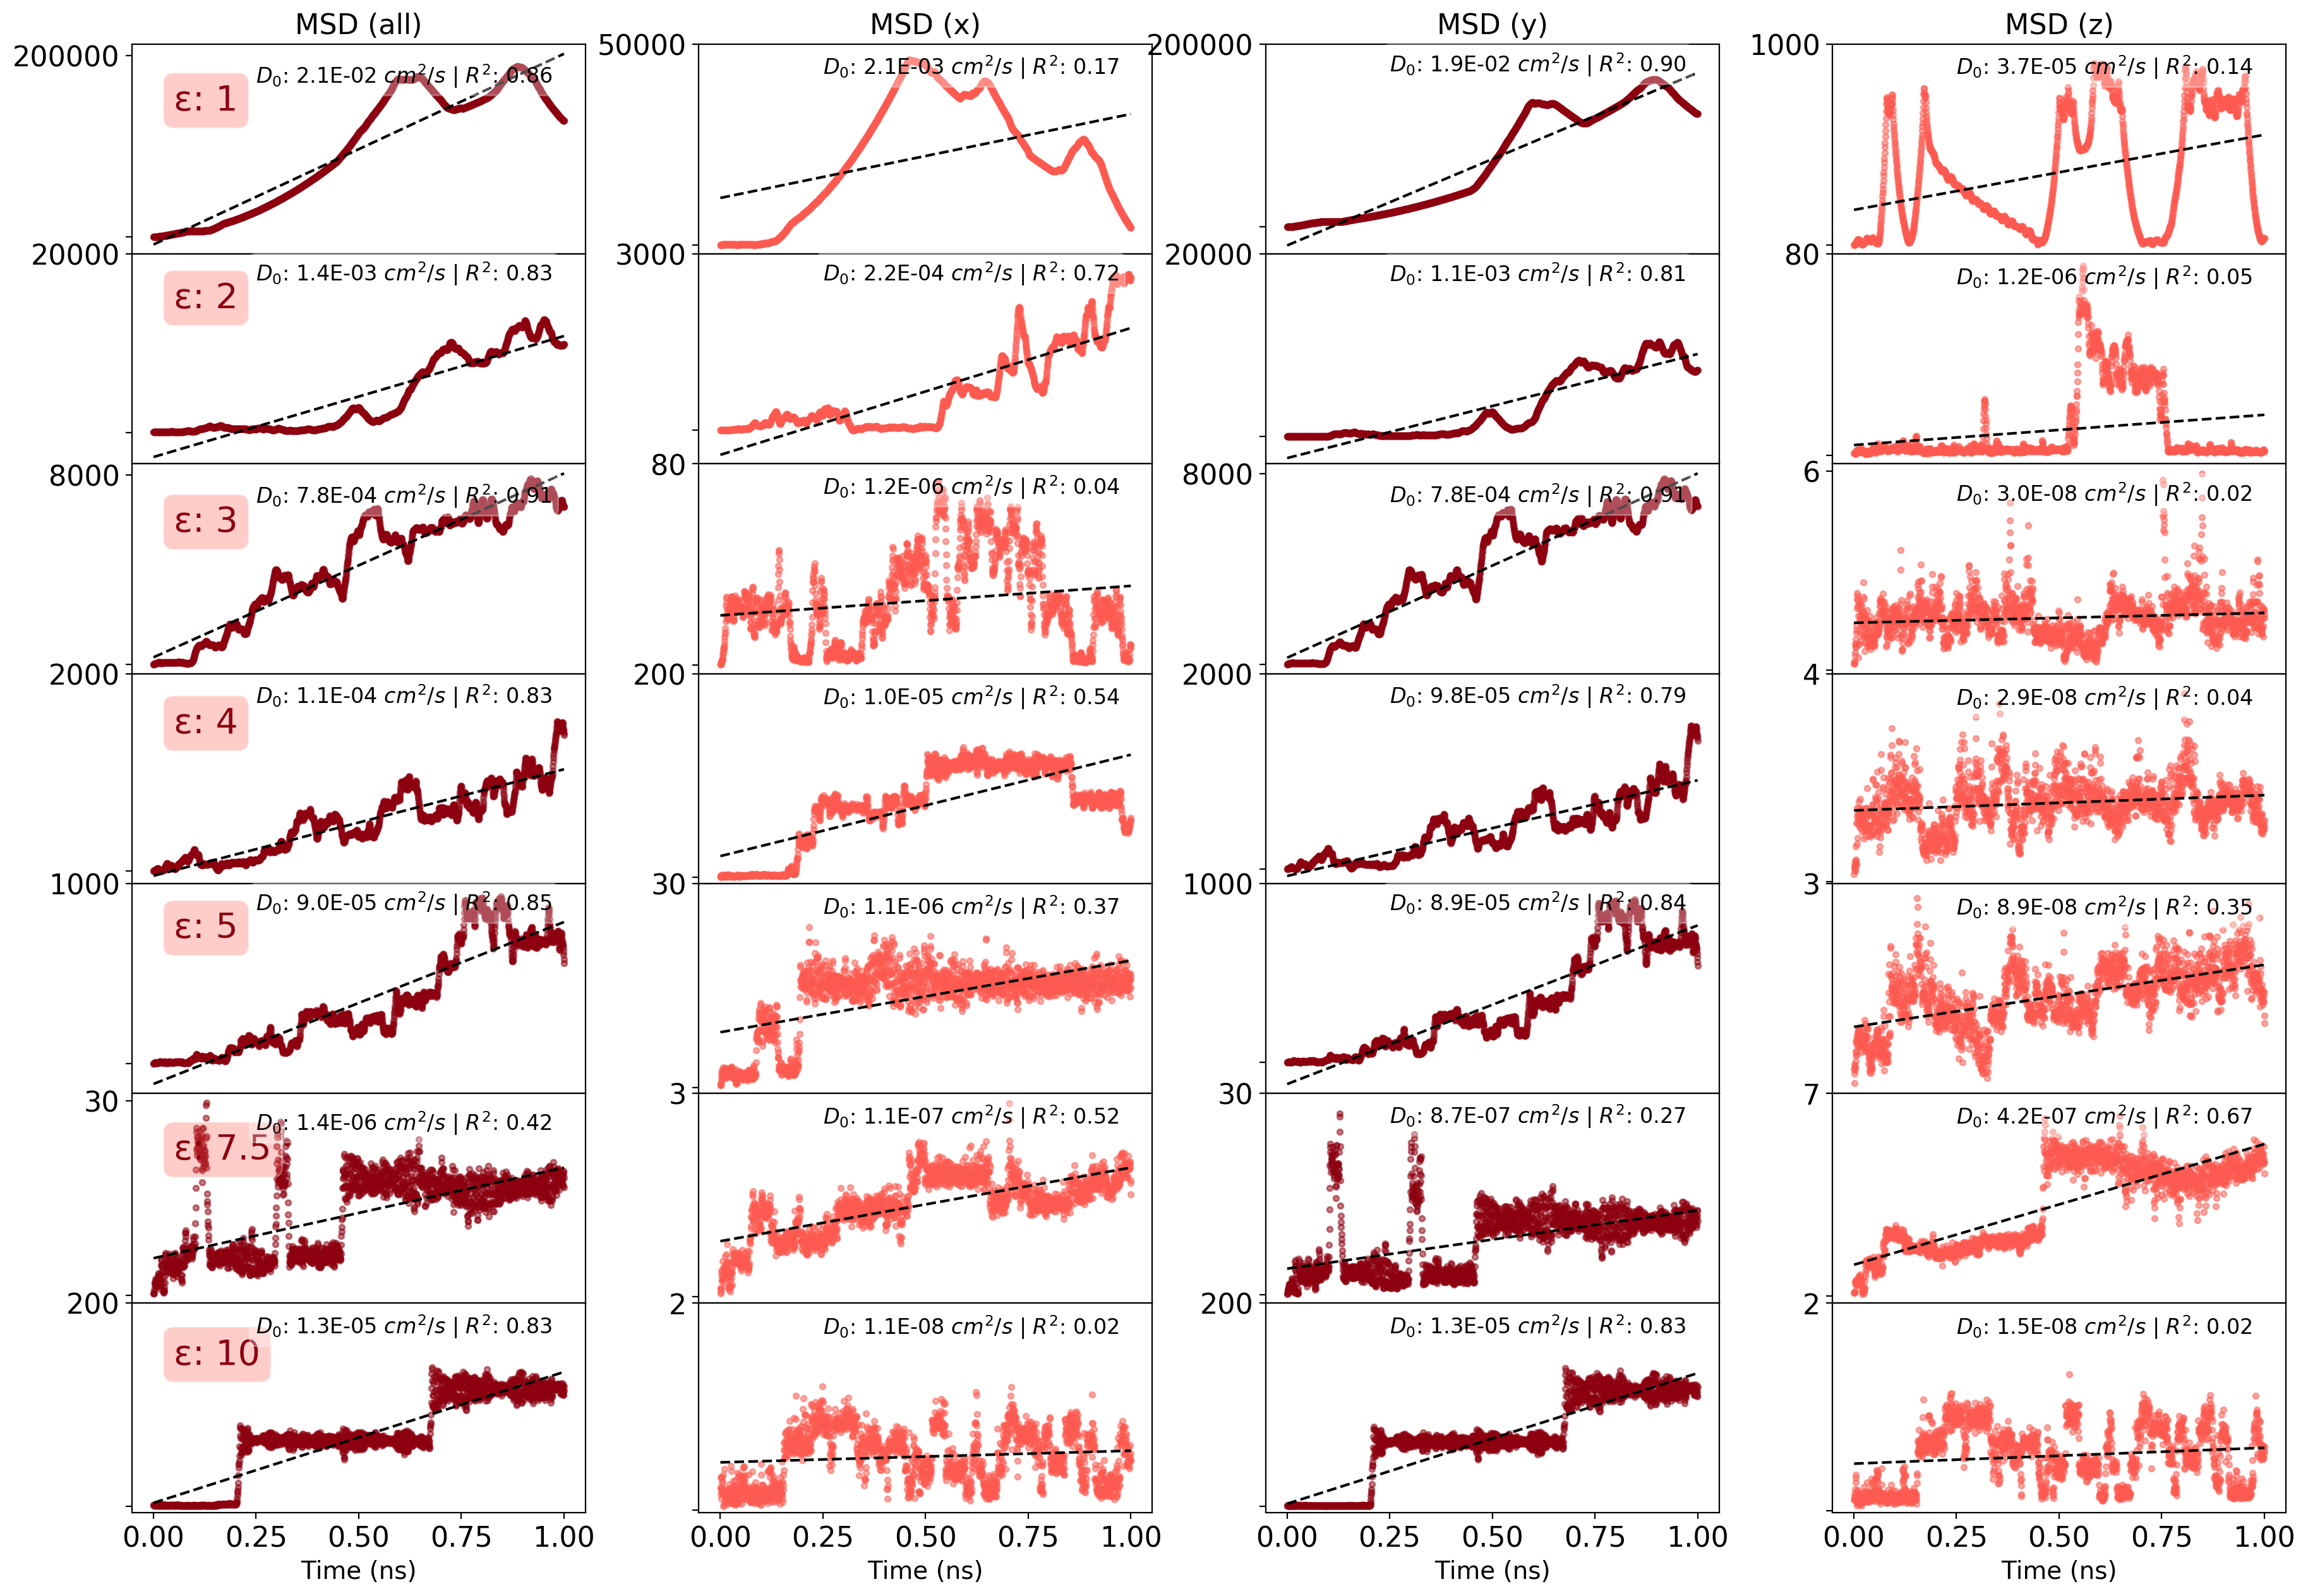 MSD (all) MSD (x) MSD (y) MSD (z)
200000 50000 200000 1000
ε: 1
D₀: 2.1E-02 cm²/s | R²: 0.86
D₀: 2.1E-03 cm²/s | R²: 0.17
D₀: 1.9E-02 cm²/s | R²: 0.90
D₀: 3.7E-05 cm²/s | R²: 0.14
20000 3000 20000 80
ε: 2
D₀: 1.4E-03 cm²/s | R²: 0.83
D₀: 2.2E-04 cm²/s | R²: 0.72
D₀: 1.1E-03 cm²/s | R²: 0.81
D₀: 1.2E-06 cm²/s | R²: 0.05
8000 80 8000 6
ε: 3
D₀: 7.8E-04 cm²/s | R²: 0.91
D₀: 1.2E-06 cm²/s | R²: 0.04
D₀: 7.8E-04 cm²/s | R²: 0.91
D₀: 3.0E-08 cm²/s | R²: 0.02
2000 200 2000 4
ε: 4
D₀: 1.1E-04 cm²/s | R²: 0.83
D₀: 1.0E-05 cm²/s | R²: 0.54
D₀: 9.8E-05 cm²/s | R²: 0.79
D₀: 2.9E-08 cm²/s | R²: 0.04
1000 30 1000 3
ε: 5
D₀: 9.0E-05 cm²/s | R²: 0.85
D₀: 1.1E-06 cm²/s | R²: 0.37
D₀: 8.9E-05 cm²/s | R²: 0.84
D₀: 8.9E-08 cm²/s | R²: 0.35
30 3 30 7
ε: 7.5
D₀: 1.4E-06 cm²/s | R²: 0.42
D₀: 1.1E-07 cm²/s | R²: 0.52
D₀: 8.7E-07 cm²/s | R²: 0.27
D₀: 4.2E-07 cm²/s | R²: 0.67
200 2 200 2
ε: 10
D₀: 1.3E-05 cm²/s | R²: 0.83
D₀: 1.1E-08 cm²/s | R²: 0.02
D₀: 1.3E-05 cm²/s | R²: 0.83
D₀: 1.5E-08 cm²/s | R²: 0.02
0.00 0.25 0.50 0.75 1.00 0.00 0.25 0.50 0.75 1.00 0.00 0.25 0.50 0.75 1.00 0.00 0.25 0.50 0.75 1.00
Time (ns) Time (ns) Time (ns) Time (ns)